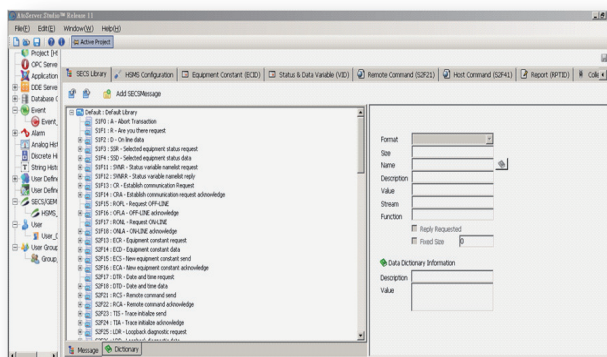 AtoServer Studio™ Release 11
File(F) Edit(E) Window(W) Help(H)
Active Project
Project [H
OPC Serve
Application
DDE Serve
Database C
Event
Event_
Alarm
Analog Hist
Discrete Hi
String Histo
User Defin
User Defin
SECS/GEM
HSMS_
User
User_C
User Group
Group_
SECS Library
HSMS Configuration
Equipment Constant (ECID)
Status & Data Variable (VID)
Remote Command (S2F21)
Host Command (S2F41)
Report (RPTID)
Colle
Add SECSMessage
Default : Default Library
S1F0 : A - Abort Transaction
S1F1 : R - Are you there request
S1F2 : D - On line data
S1F3 : SSR - Selected equipment status request
S1F4 : SSD - Selected equipment status data
S1F11 : SVNR - Status variable namelist request
S1F12 : SVNRR - Status variable namelist reply
S1F13 : CR - Establish communication Request
S1F14 : CRA - Establish communication request acknowledge
S1F15 : ROFL - Request OFF-LINE
S1F16 : OFLA - OFF-LINE acknowledge
S1F17 : RONL - Request ON-LINE
S1F18 : ONLA - ON-LINE acknowledge
S2F13 : ECR - Equipment constant request
S2F14 : ECD - Equipment constant data
S2F15 : ECS - New equipment constant send
S2F16 : ECA - New equipment constant acknowledge
S2F17 : DTR - Date and time request
S2F18 : DTD - Date and time data
S2F21 : RCS - Remote command send
S2F22 : RCA - Remote command acknowledge
S2F23 : TIS - Trace initialize send
S2F24 : TIA - Trace initialize acknowledge
S2F25 : LDR - Loopback diagnostic request
Message
Dictionary
Format
Size
Name
Description
Value
Stream
Function
Reply Requested
Fixed Size 0
Data Dictionary Information
Description
Value